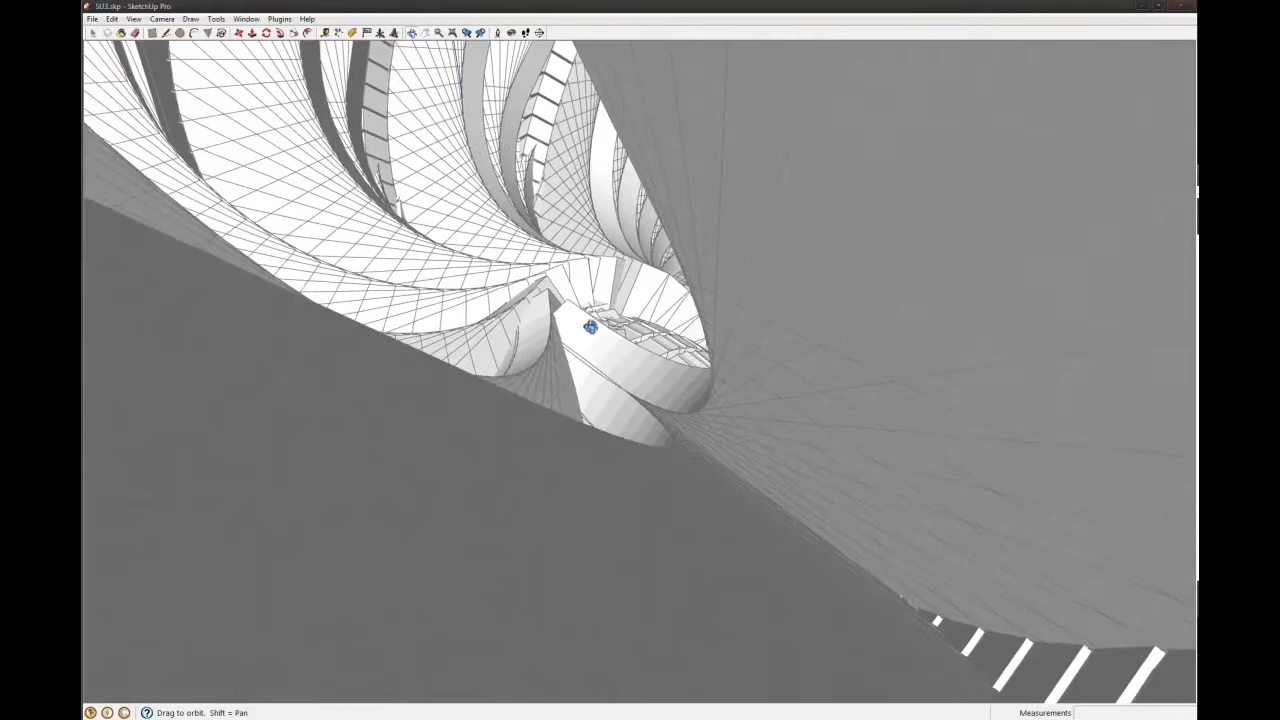 SU3.skp - SketchUp Pro
File Edit View Camera Draw Tools Window Plugins Help
Drag to orbit. Shift = Pan
Measurements